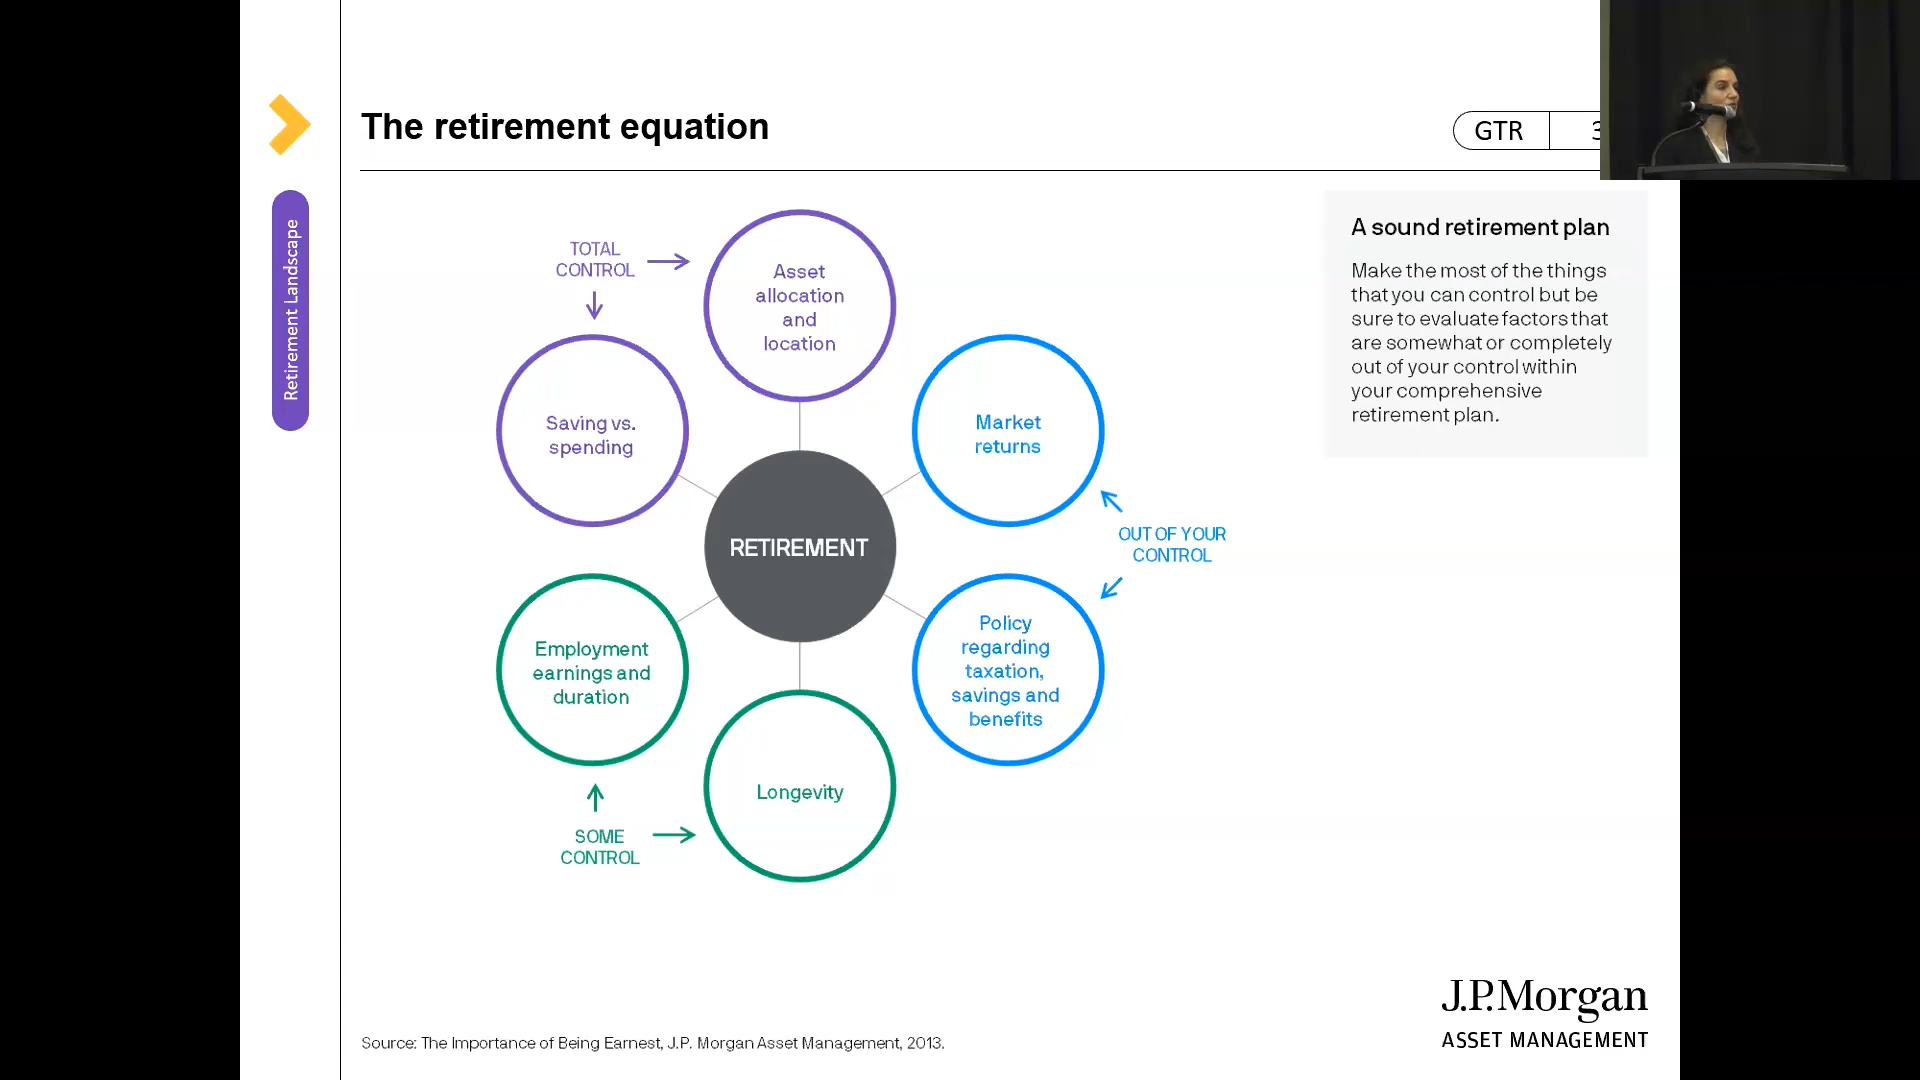 The retirement equation
GTR
3
Retirement Landscape
TOTAL
CONTROL
Asset
allocation
and
location
Saving vs.
spending
Market
returns
RETIREMENT
OUT OF YOUR
CONTROL
Employment
earnings and
duration
Policy
regarding
taxation,
savings and
benefits
Longevity
SOME
CONTROL
A sound retirement plan
Make the most of the things
that you can control but be
sure to evaluate factors that
are somewhat or completely
out of your control within
your comprehensive
retirement plan.
Source: The Importance of Being Earnest, J.P. Morgan Asset Management, 2013.
J.P.Morgan
ASSET MANAGEMENT